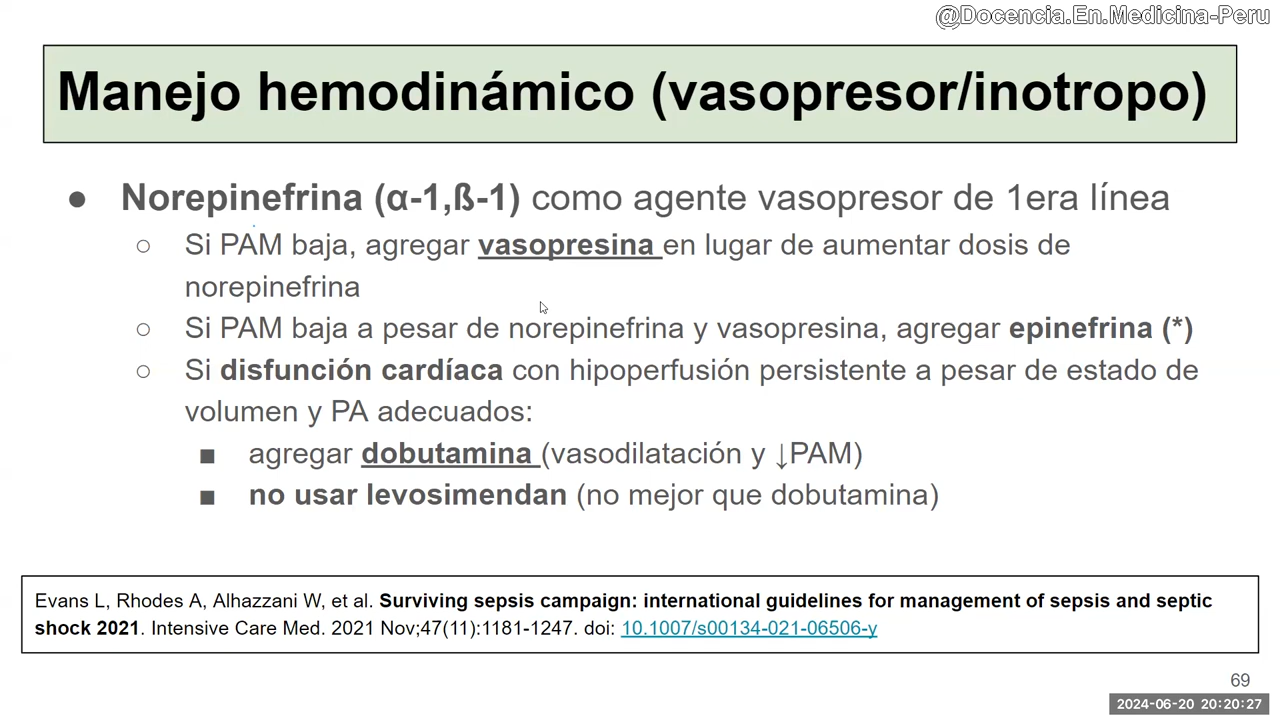 @Docencia.En.Medicina-Peru
Manejo hemodinámico (vasopresor/inotropo)
● Norepinefrina (α-1,ß-1) como agente vasopresor de 1era línea
○ Si PAM baja, agregar vasopresina en lugar de aumentar dosis de
norepinefrina
○ Si PAM baja a pesar de norepinefrina y vasopresina, agregar epinefrina (*)
○ Si disfunción cardíaca con hipoperfusión persistente a pesar de estado de
volumen y PA adecuados:
■ agregar dobutamina (vasodilatación y ↓PAM)
■ no usar levosimendan (no mejor que dobutamina)
Evans L, Rhodes A, Alhazzani W, et al. Surviving sepsis campaign: international guidelines for management of sepsis and septic
shock 2021. Intensive Care Med. 2021 Nov;47(11):1181-1247. doi: 10.1007/s00134-021-06506-y
69
2024-06-20 20:20:27